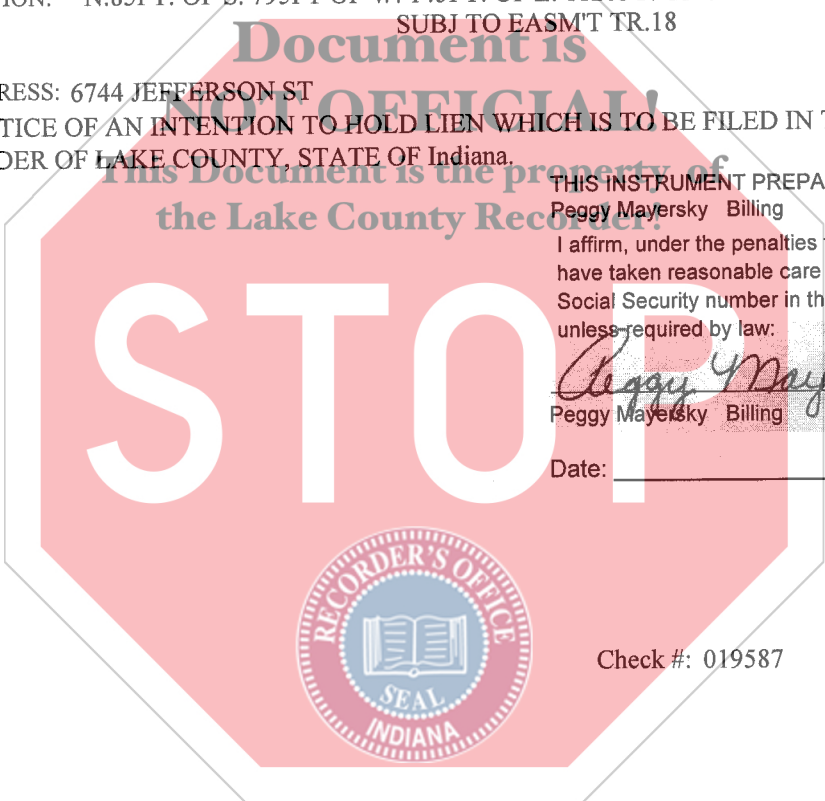 SUBJ TO EASM'T TR.18
Document is
RESS: 6744 JEFFERSON ST
NOT OFFICIAL!
TICE OF AN INTENTION TO HOLD LIEN WHICH IS TO BE FILED IN
DER OF LAKE COUNTY, STATE OF Indiana.
This Document is the property of
the Lake County Recorder!
THIS INSTRUMENT PREPA
Peggy Mayersky Billing
I affirm, under the penalties
have taken reasonable care
Social Security number in th
unless required by law:
STOP
Peggy May
Peggy Mayersky Billing
Date:
RECORDER'S OFFICE
SEAL
INDIANA
Check #: 019587